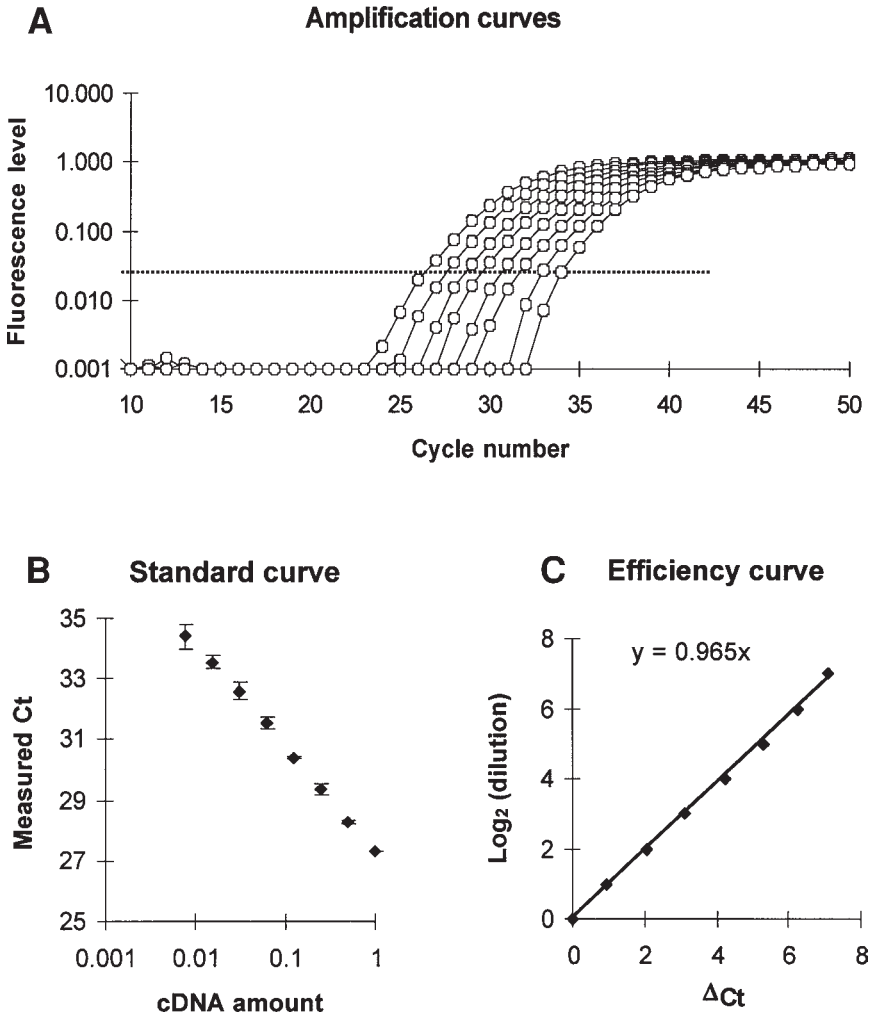 A Amplification curves
Fluorescence level
10.000
1.000
0.100
0.010
0.001
10 15 20 25 30 35 40 45 50
Cycle number
B Standard curve
Measured Ct
35
33
31
29
27
25
0.001 0.01 0.1 1
cDNA amount
C Efficiency curve
y = 0.965x
Log2 (dilution)
8
6
4
2
0
0 2 4 6 8
ΔCt